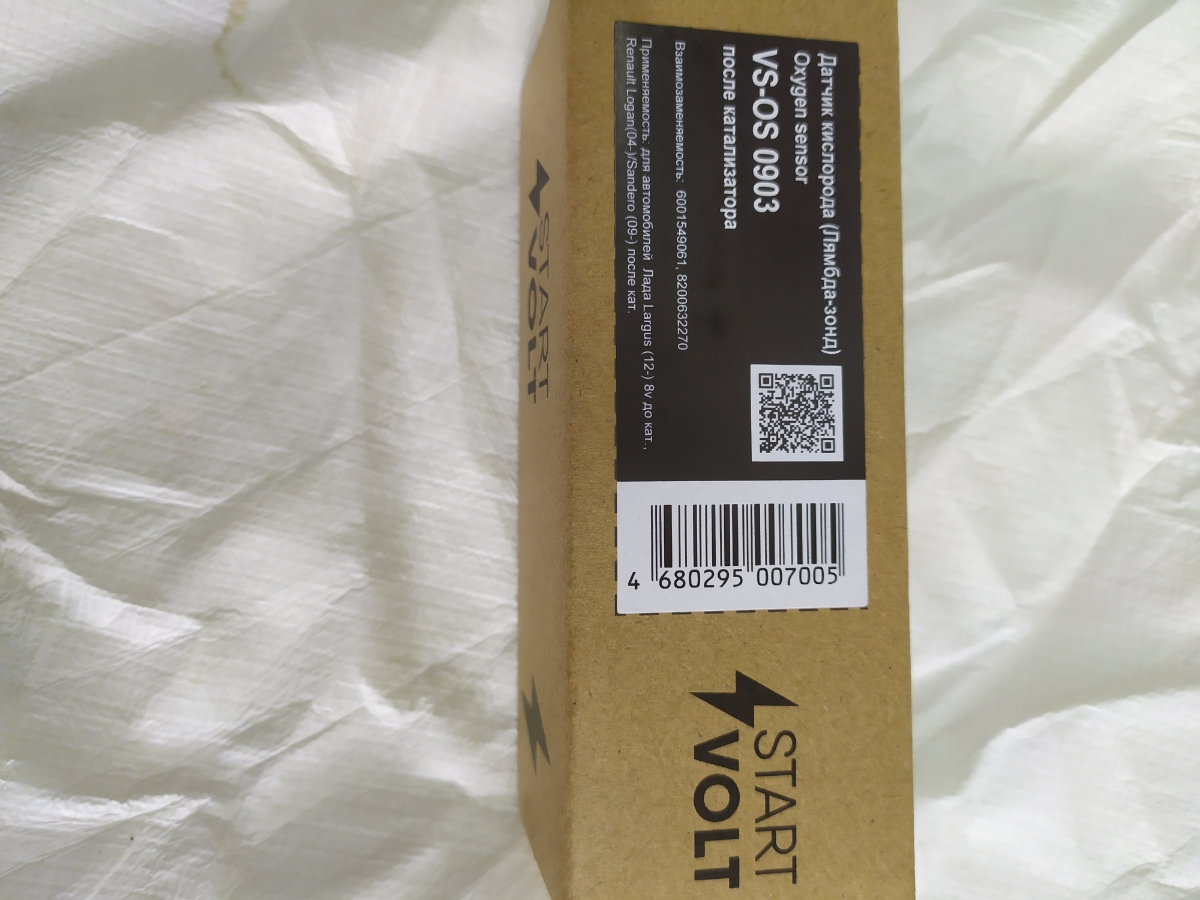 Датчик кислорода (Лямбда-зонд)
Oxygen sensor
VS-OS 0903
после катализатора
Взаимозаменяемость: 6001549061, 8200632270
Применяемость: для автомобилей Лада Largus (12-) 8v до кат.,
Renault Logan(04-)/Sandero (09-) после кат.
4 680295 007005
START
VOLT
START
VOLT